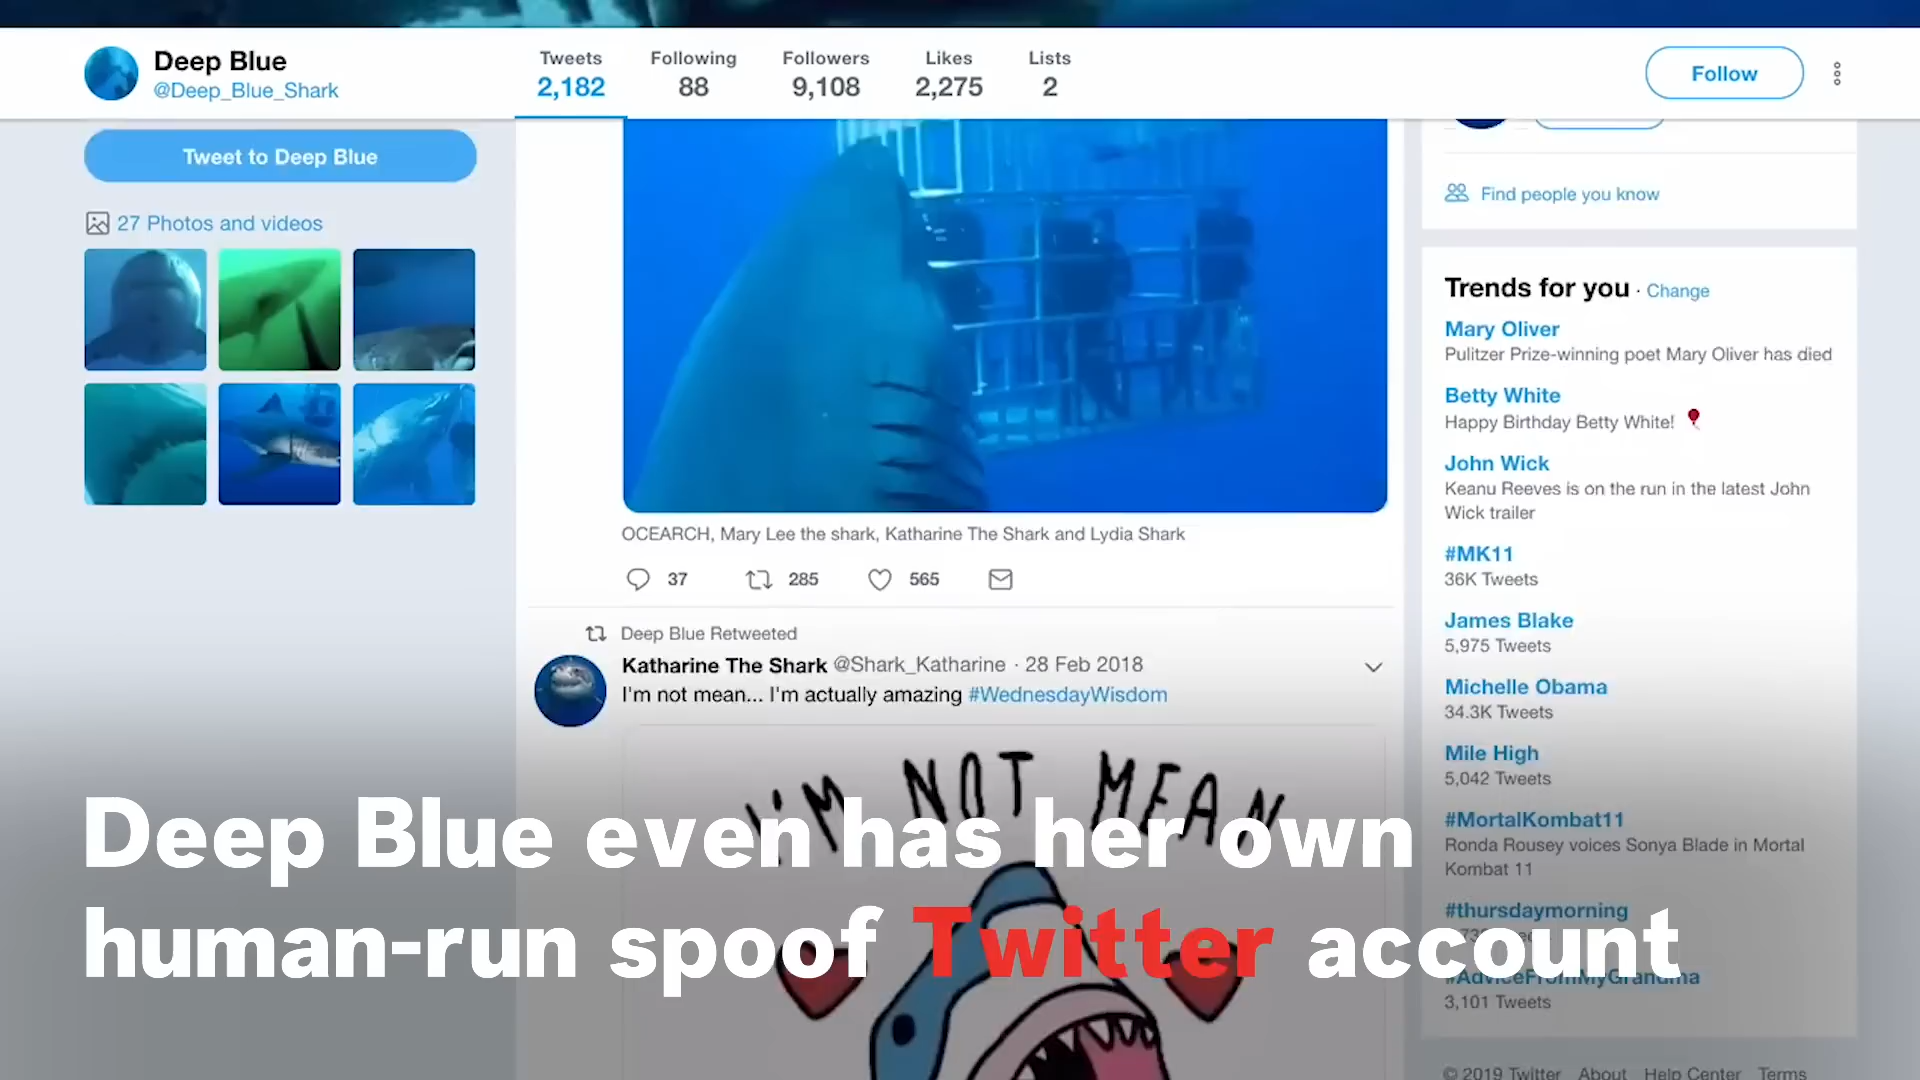 Deep Blue
@Deep_Blue_Shark
Tweets
2,182
Following
88
Followers
9,108
Likes
2,275
Lists
2
Follow
Tweet to Deep Blue
27 Photos and videos
OCEARCH, Mary Lee the shark, Katharine The Shark and Lydia Shark
37 285 565
Deep Blue Retweeted
Katharine The Shark @Shark_Katharine · 28 Feb 2018
I'm not mean... I'm actually amazing #WednesdayWisdom
I'M NOT MEAN
Find people you know
Trends for you · Change
Mary Oliver
Pulitzer Prize-winning poet Mary Oliver has died
Betty White
Happy Birthday Betty White!
John Wick
Keanu Reeves is on the run in the latest John
Wick trailer
#MK11
36K Tweets
James Blake
5,975 Tweets
Michelle Obama
34.3K Tweets
Mile High
5,042 Tweets
#MortalKombat11
Ronda Rousey voices Sonya Blade in Mortal
Kombat 11
#thursdaymorning
#AdviceFromMyGrandma
3,101 Tweets
© 2019 Twitter About Help Center Terms
Deep Blue even has her own
human-run spoof Twitter account